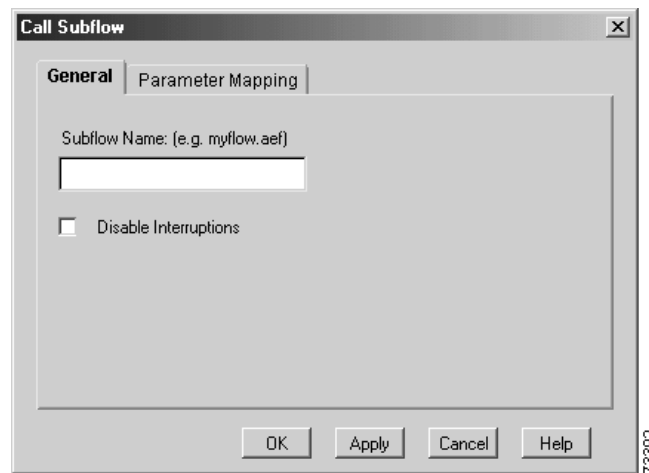 Call Subflow
General
Parameter Mapping
Subflow Name: (e.g. myflow.aef)
Disable Interruptions
OK
Apply
Cancel
Help